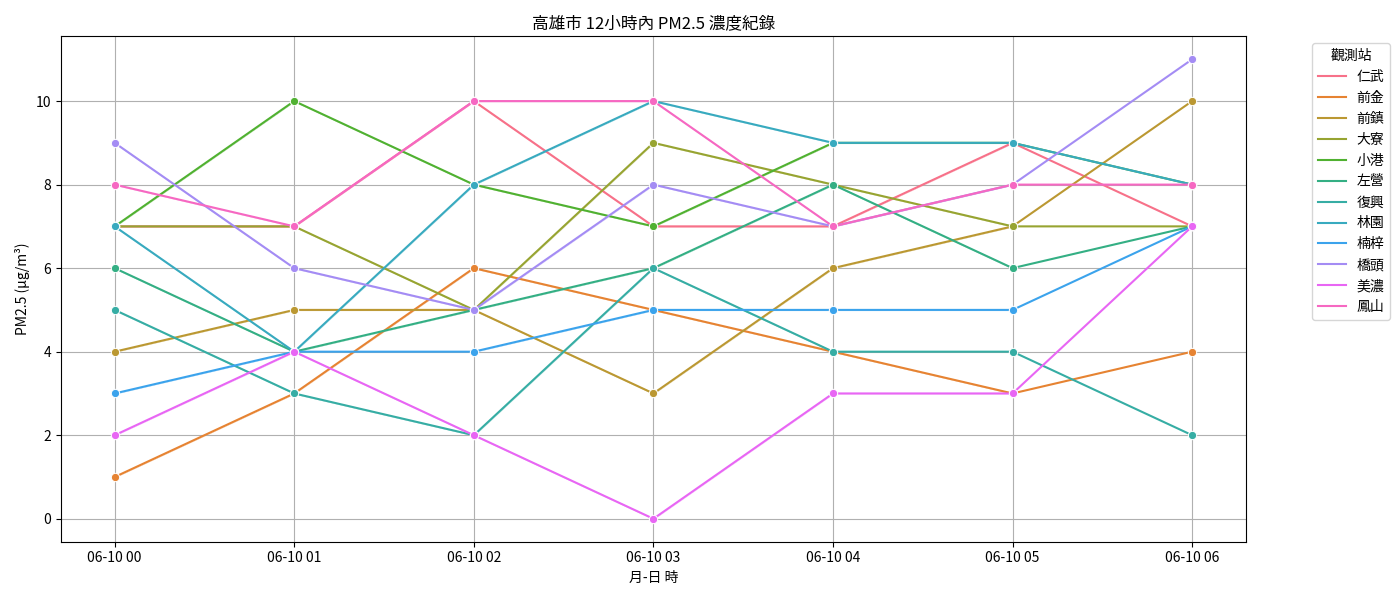 高雄市 12小時內 PM2.5 濃度紀錄
PM2.5 (μg/m³)
10
8
6
4
2
0
06-10 00
06-10 01
06-10 02
06-10 03
06-10 04
06-10 05
06-10 06
月-日 時
觀測站
仁武
前金
前鎮
大寮
小港
左營
復興
林園
楠梓
橋頭
美濃
鳳山